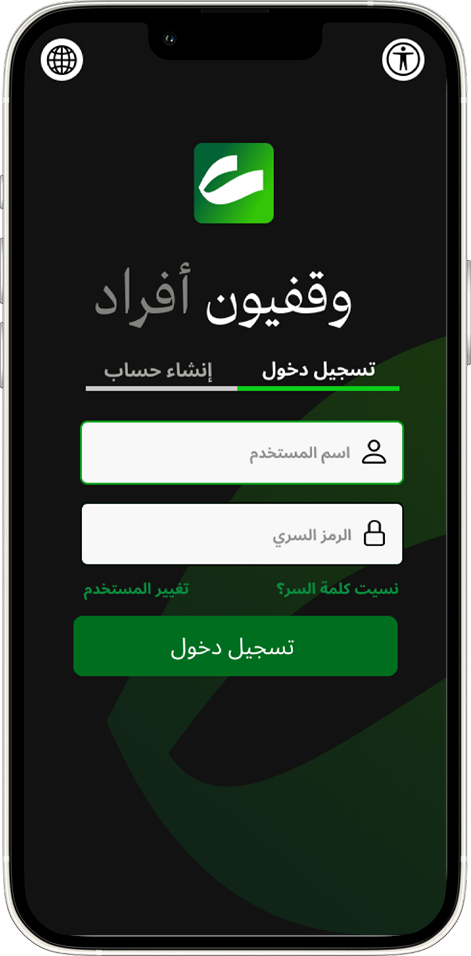 وقفيون أفراد
تسجيل دخول
إنشاء حساب
اسم المستخدم
الرمز السري
نسيت كلمة السر؟
تغيير المستخدم
تسجيل دخول